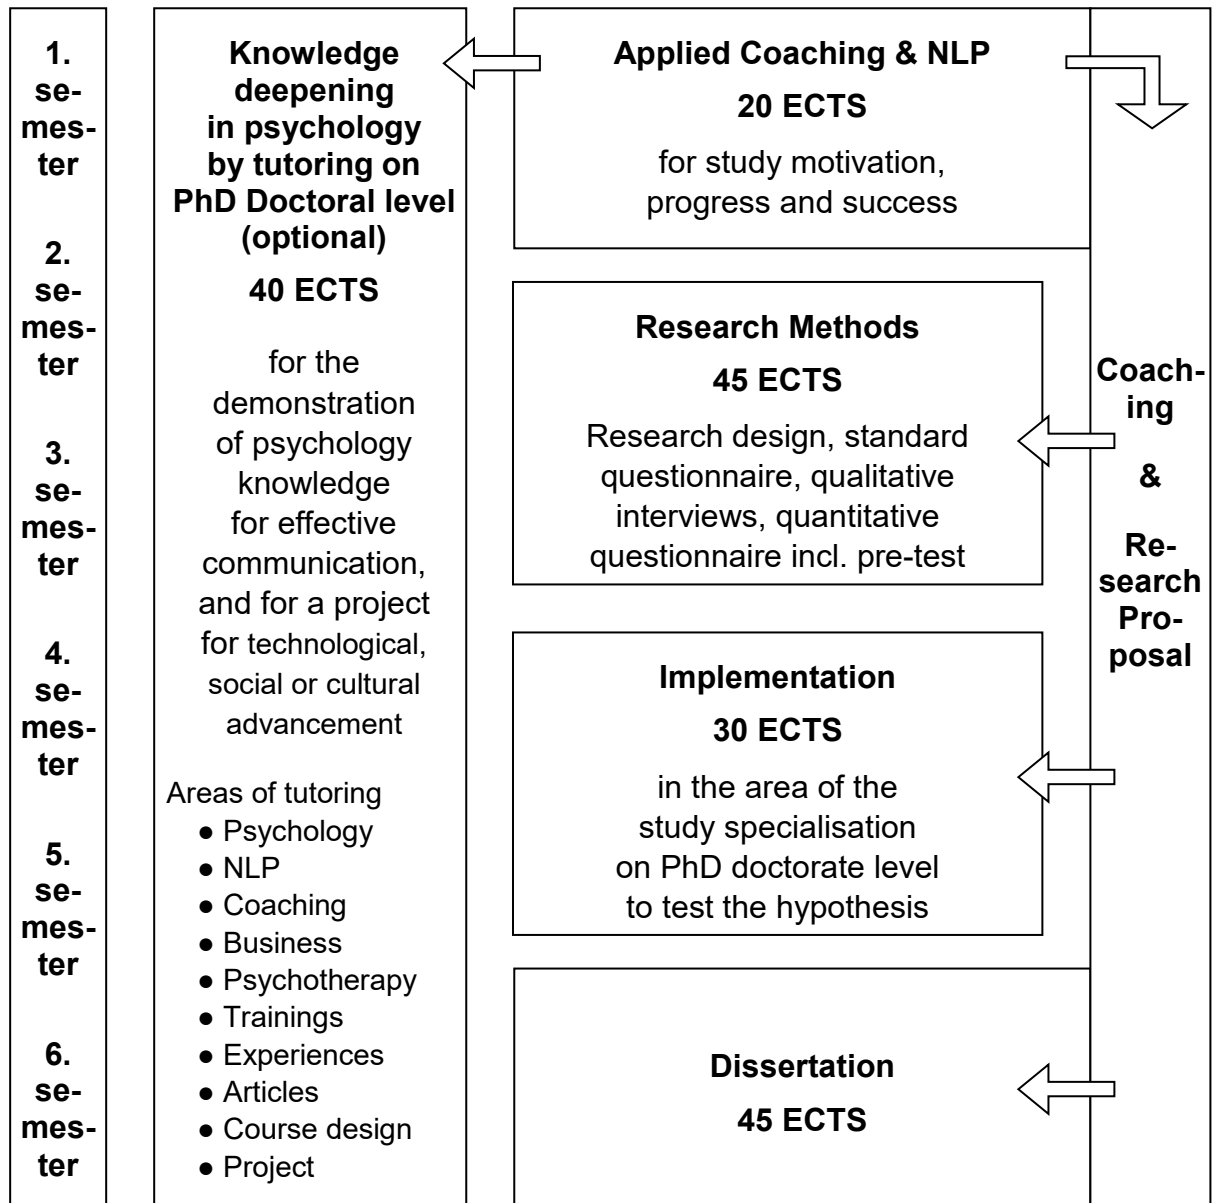 1.
se-
mes-
ter
2.
se-
mes-
ter
3.
se-
mes-
ter
4.
se-
mes-
ter
5.
se-
mes-
ter
6.
se-
mes-
ter
Knowledge
deepening
in psychology
by tutoring on
PhD Doctoral level
(optional)
40 ECTS
for the
demonstration
of psychology
knowledge
for effective
communication,
and for a project
for technological,
social or cultural
advancement
Areas of tutoring
● Psychology
● NLP
● Coaching
● Business
● Psychotherapy
● Trainings
● Experiences
● Articles
● Course design
● Project
Applied Coaching & NLP
20 ECTS
for study motivation,
progress and success
Research Methods
45 ECTS
Research design, standard
questionnaire, qualitative
interviews, quantitative
questionnaire incl. pre-test
Implementation
30 ECTS
in the area of the
study specialisation
on PhD doctorate level
to test the hypothesis
Dissertation
45 ECTS
Coach-
ing
&
Re-
search
Pro-
posal